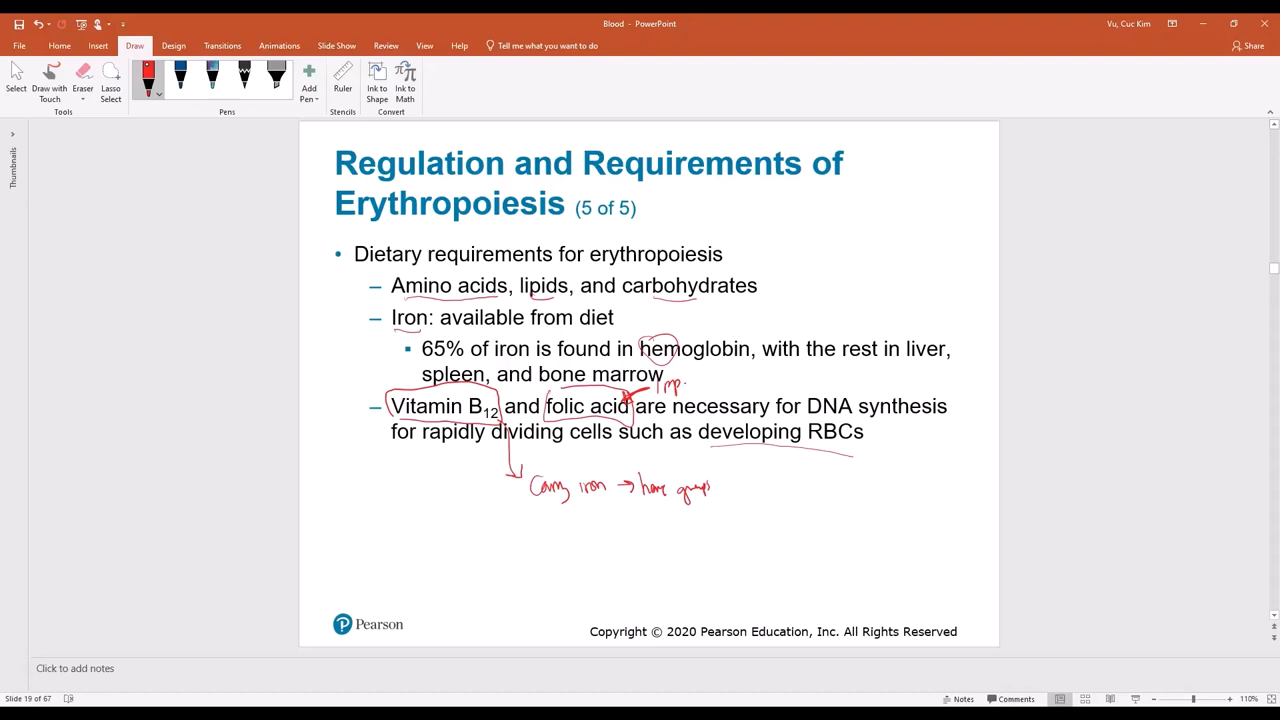 Blood - PowerPoint
Vu, Cuc Kim
File Home Insert Draw Design Transitions Animations Slide Show Review View Help Tell me what you want to do
Share
Select
Draw with Touch
Eraser
Lasso Select
Add Pen
Ruler
Ink to Shape
Ink to Math
Tools
Pens
Stencils
Convert
Thumbnails
Regulation and Requirements of
Erythropoiesis (5 of 5)
• Dietary requirements for erythropoiesis
– Amino acids, lipids, and carbohydrates
– Iron: available from diet
▪ 65% of iron is found in hemoglobin, with the rest in liver,
spleen, and bone marrow
Imp.
– Vitamin B12 and folic acid are necessary for DNA synthesis
for rapidly dividing cells such as developing RBCs
Carry iron → heme groups
Pearson
Copyright © 2020 Pearson Education, Inc. All Rights Reserved
Click to add notes
Slide 19 of 67
Notes
Comments
110%